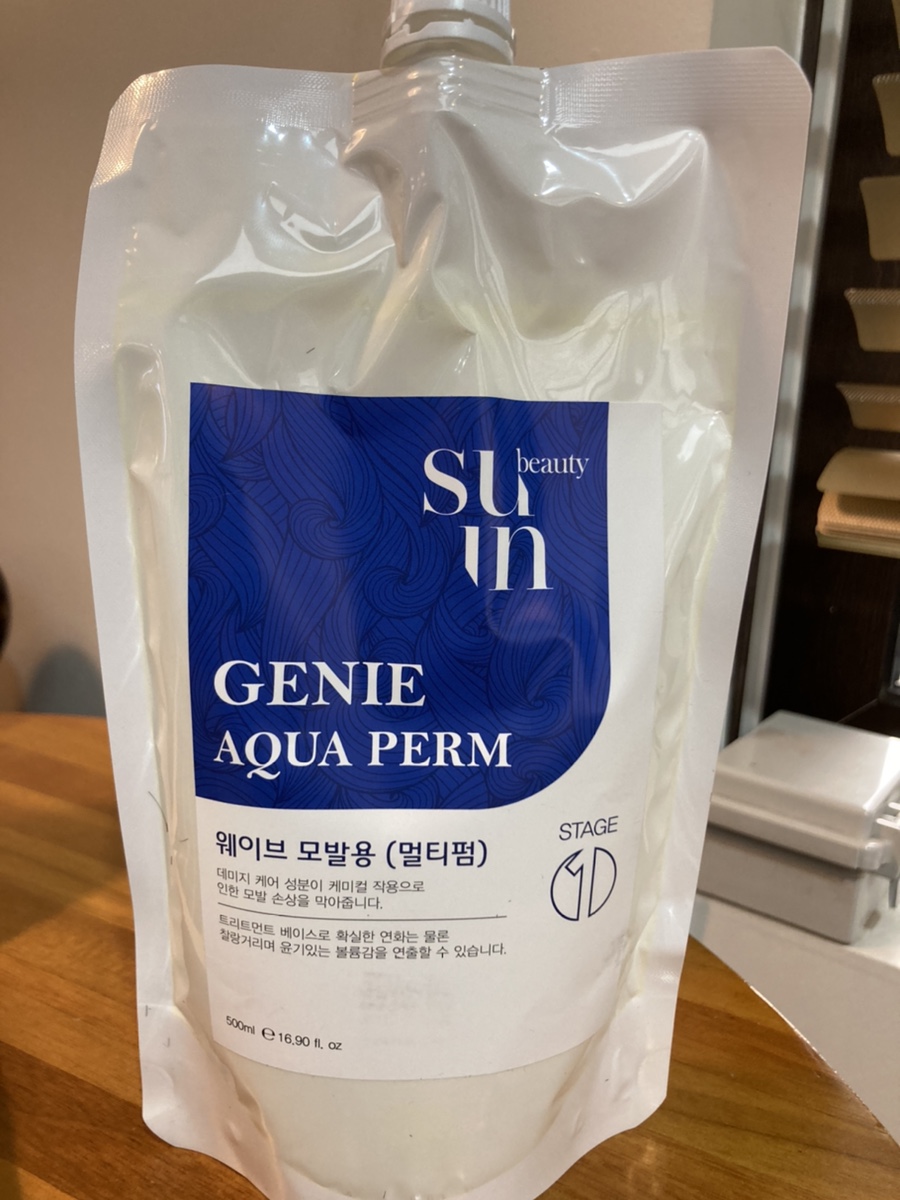 su beauty
in
GENIE
AQUA PERM
웨이브 모발용 (멀티펌)
STAGE
1
데미지 케어 성분이 케미컬 작용으로
인한 모발 손상을 막아줍니다.
트리트먼트 베이스로 확실한 연화는 물론
찰랑거리며 윤기있는 볼륨감을 연출할 수 있습니다.
500ml ℮ 16.90 fl. oz